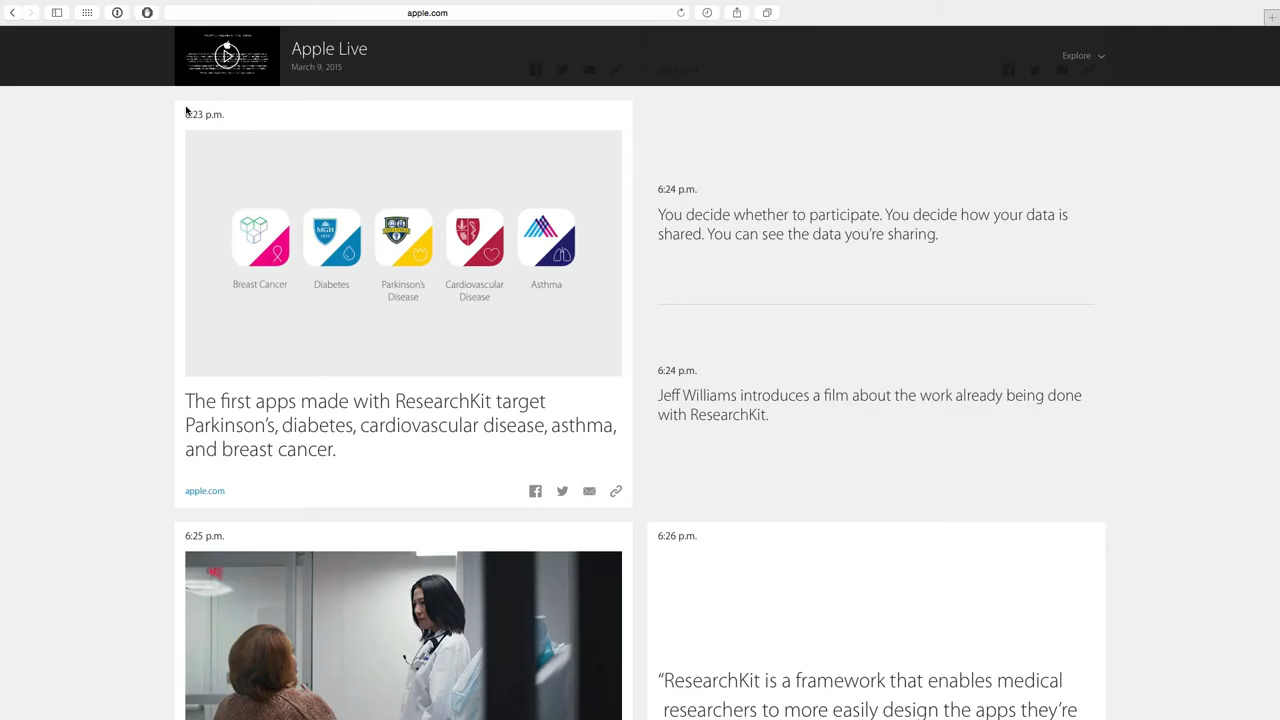 apple.com
Apple Live
March 9, 2015
Explore
:23 p.m.
MGH
1811
Breast Cancer
Diabetes
Parkinson's
Disease
Cardiovascular
Disease
Asthma
The first apps made with ResearchKit target
Parkinson's, diabetes, cardiovascular disease, asthma,
and breast cancer.
apple.com
6:24 p.m.
You decide whether to participate. You decide how your data is
shared. You can see the data you're sharing.
6:24 p.m.
Jeff Williams introduces a film about the work already being done
with ResearchKit.
6:25 p.m.
6:26 p.m.
“ResearchKit is a framework that enables medical
researchers to more easily design the apps they're